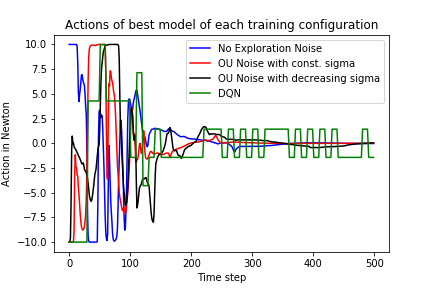 Actions of best model of each training configuration
10.0
7.5
5.0
2.5
0.0
−2.5
−5.0
−7.5
−10.0
Action in Newton
No Exploration Noise
OU Noise with const. sigma
OU Noise with decreasing sigma
DQN
0 100 200 300 400 500
Time step